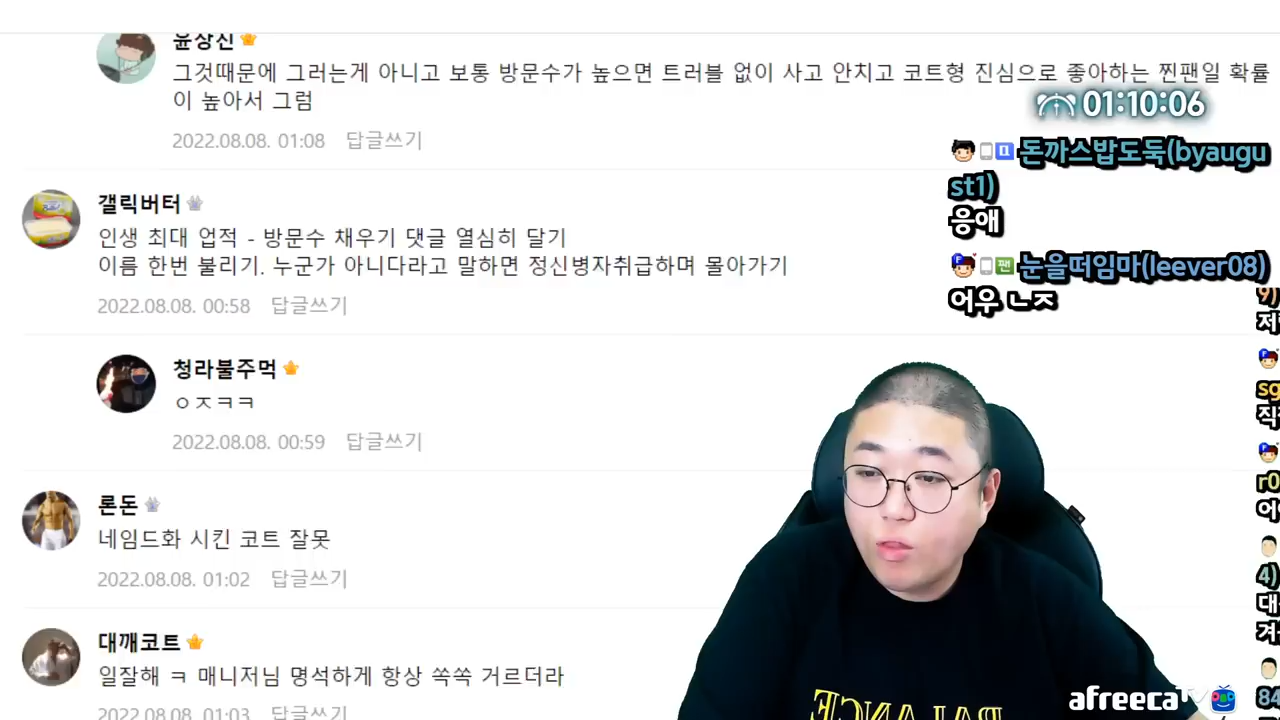 윤상신
그것때문에 그러는게 아니고 보통 방문수가 높으면 트러블 없이 사고 안치고 코트형 진심으로 좋아하는 찐팬일 확률
이 높아서 그럼
2022.08.08. 01:08 답글쓰기
갤릭버터
인생 최대 업적 - 방문수 채우기 댓글 열심히 달기
이름 한번 불리기. 누군가 아니다라고 말하면 정신병자취급하며 몰아가기
2022.08.08. 00:58 답글쓰기
청라불주먹
ㅇㅈㅋㅋ
2022.08.08. 00:59 답글쓰기
론돈
네임드화 시킨 코트 잘못
2022.08.08. 01:02 답글쓰기
대깨코트
일잘해 ㅋ 매니저님 명석하게 항상 쏙쏙 거르더라
2022.08.08. 01:03 답글쓰기
01:10:06
돈까스밥도둑(byaugu
st1)
응애
눈을떠임마(leever08)
어우 ㄴㅈ
9)
sg
r0
4)
84
BALANCE
afreecaTV